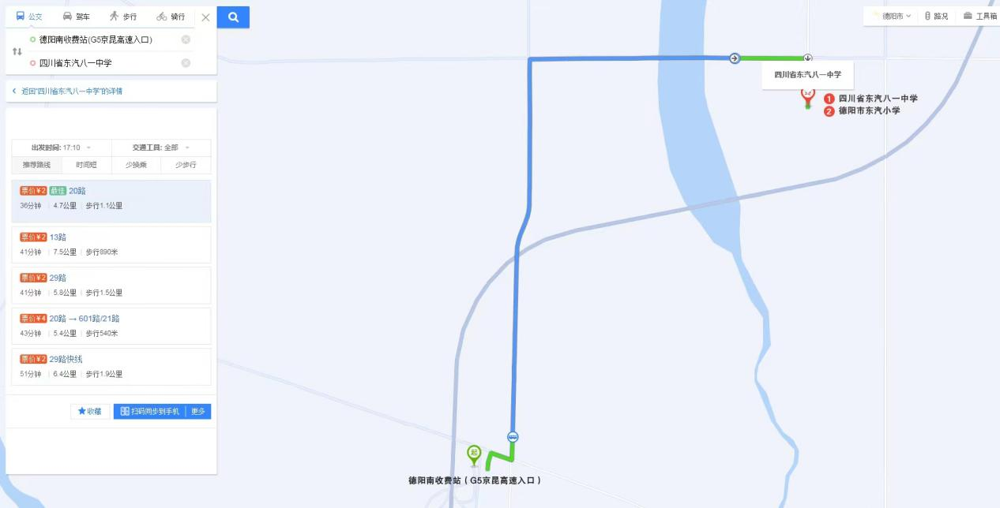 公交 驾车 步行 骑行
德阳南收费站(G5京昆高速入口)
四川省东汽八一中学
返回"四川省东汽八一中学"的详情
出发时间: 17:10 交通工具: 全部
推荐路线 时间短 少换乘 少步行
票价¥2 最佳 20路
36分钟 4.7公里 步行1.1公里
票价¥2 13路
41分钟 7.5公里 步行890米
票价¥2 29路
41分钟 5.8公里 步行1.5公里
票价¥4 20路 → 601路/21路
43分钟 5.4公里 步行540米
票价¥2 29路快线
51分钟 6.4公里 步行1.9公里
收藏 扫码同步到手机 更多
德阳市 路况 工具箱
四川省东汽八一中学
1 四川省东汽八一中学
2 德阳市东汽小学
起
德阳南收费站（G5京昆高速入口）